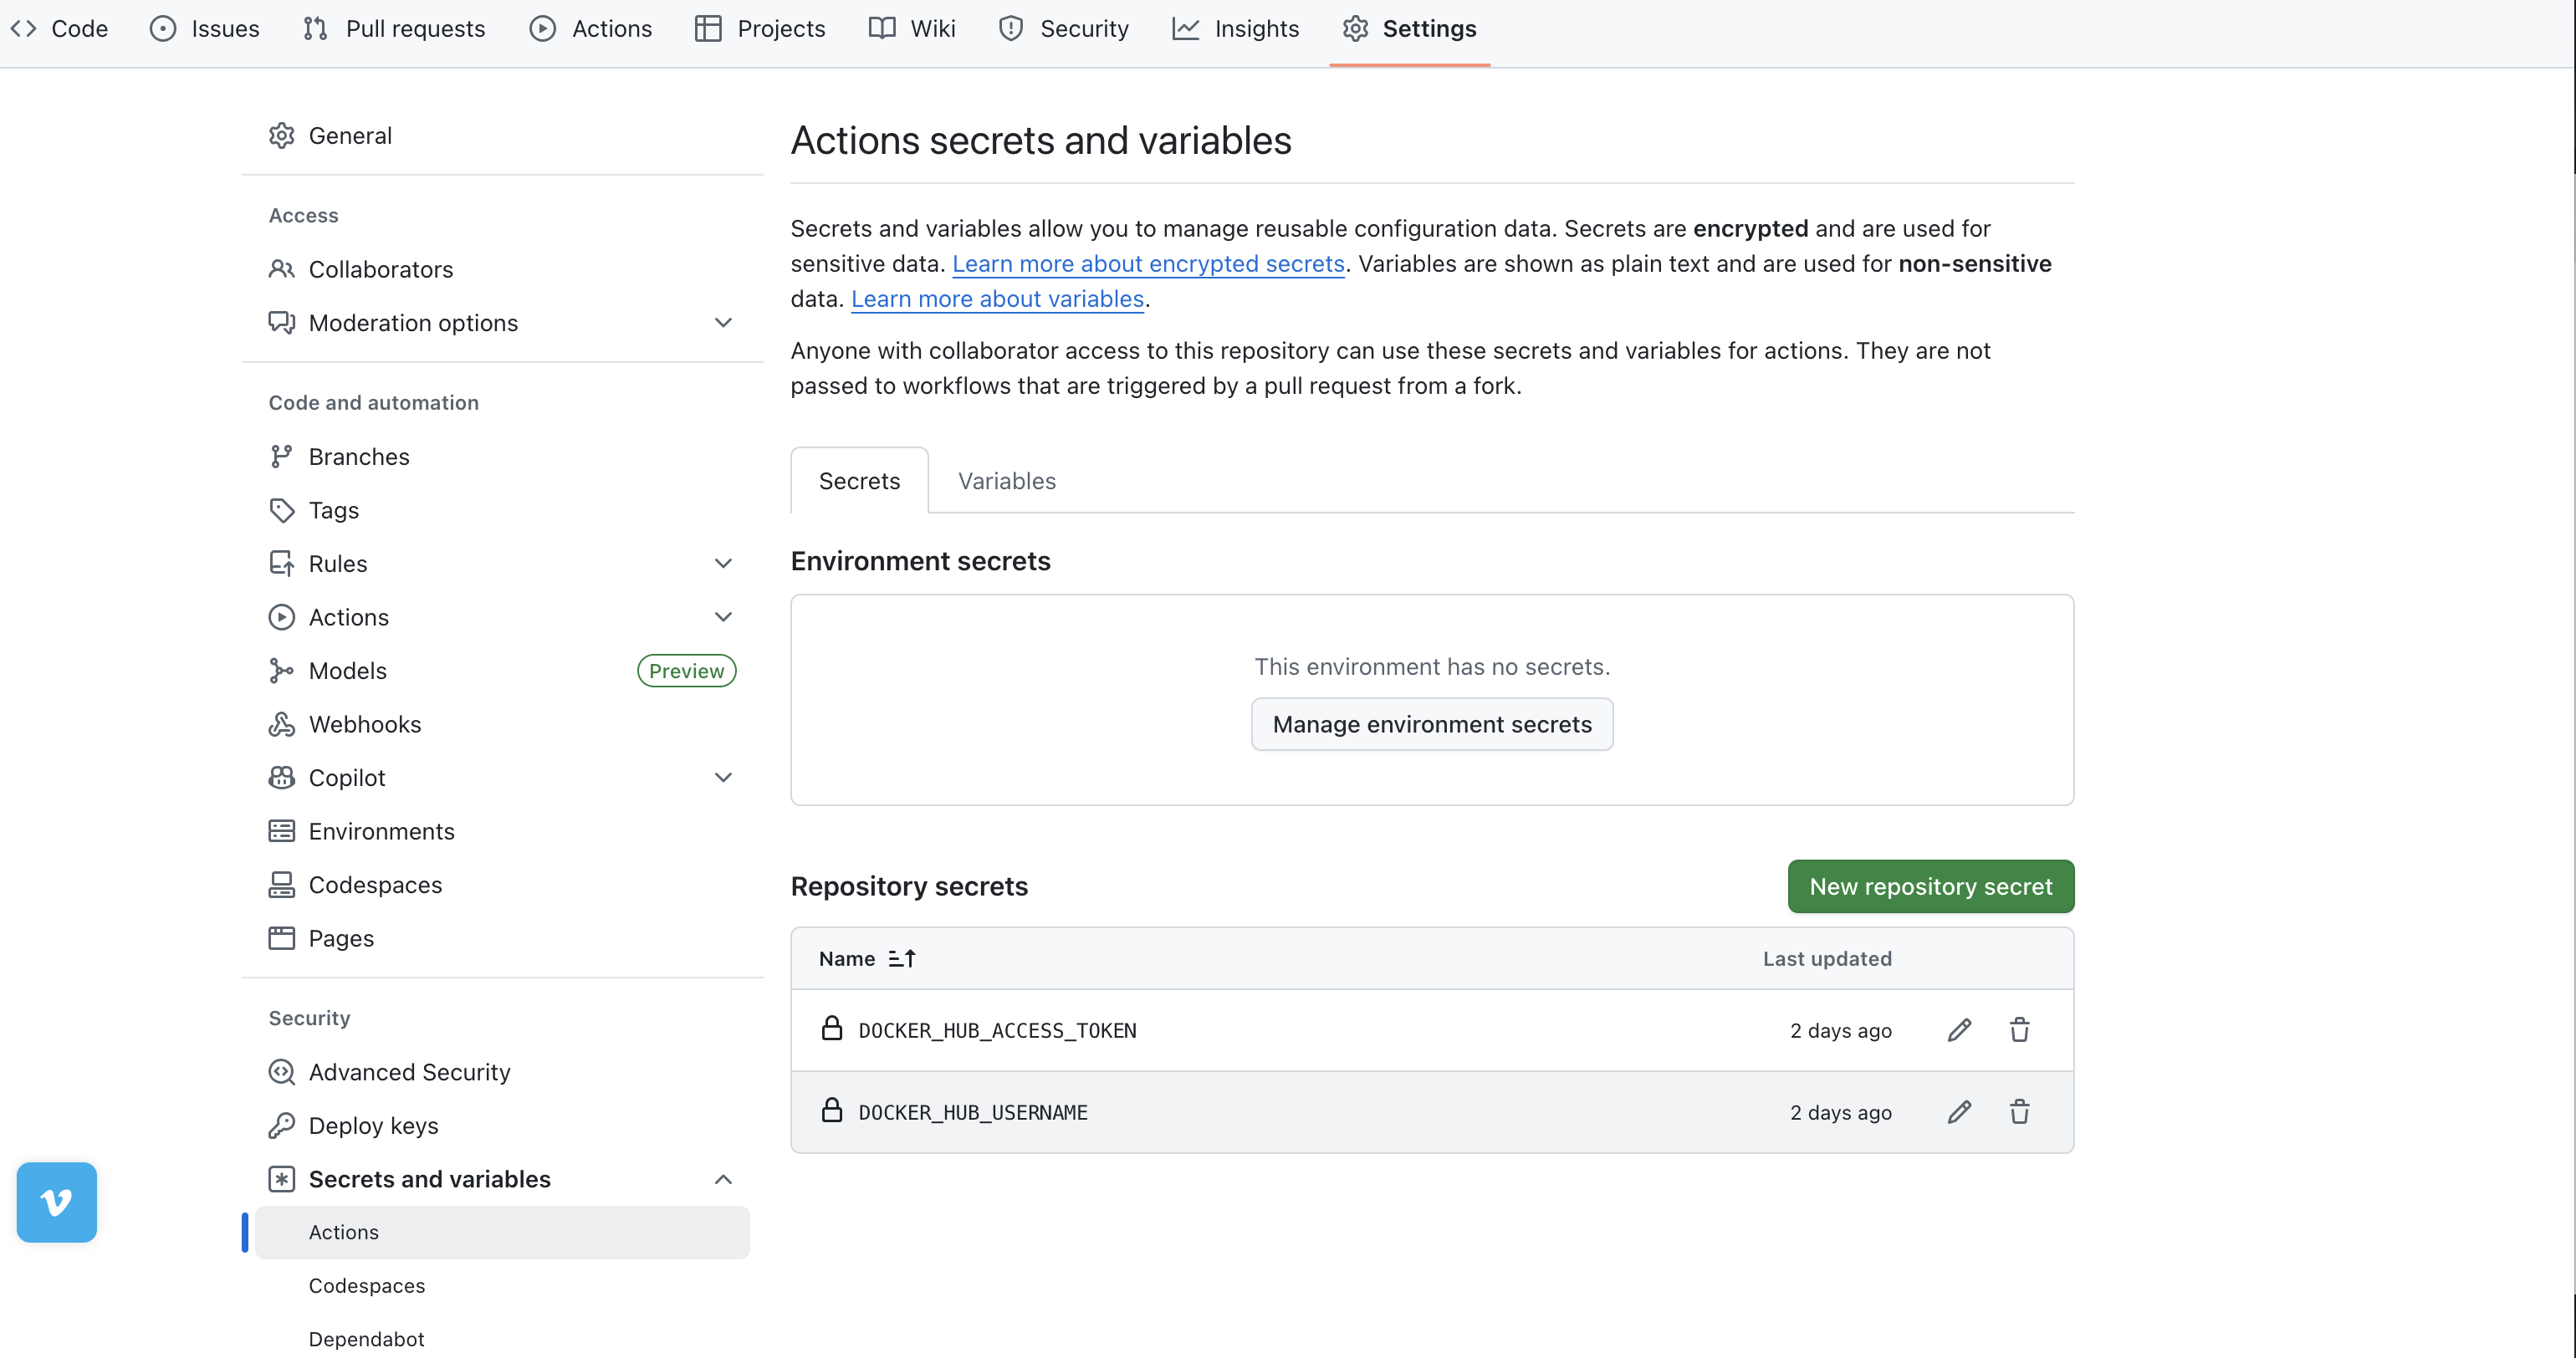 Code Issues Pull requests Actions Projects Wiki Security Insights Settings
General
Access
Collaborators
Moderation options
Code and automation
Branches
Tags
Rules
Actions
Models Preview
Webhooks
Copilot
Environments
Codespaces
Pages
Security
Advanced Security
Deploy keys
Secrets and variables
Actions
Codespaces
Dependabot
Actions secrets and variables
Secrets and variables allow you to manage reusable configuration data. Secrets are encrypted and are used for
sensitive data. Learn more about encrypted secrets. Variables are shown as plain text and are used for non-sensitive
data. Learn more about variables.
Anyone with collaborator access to this repository can use these secrets and variables for actions. They are not
passed to workflows that are triggered by a pull request from a fork.
Secrets Variables
Environment secrets
This environment has no secrets.
Manage environment secrets
Repository secrets New repository secret
Name Last updated
DOCKER_HUB_ACCESS_TOKEN 2 days ago
DOCKER_HUB_USERNAME 2 days ago